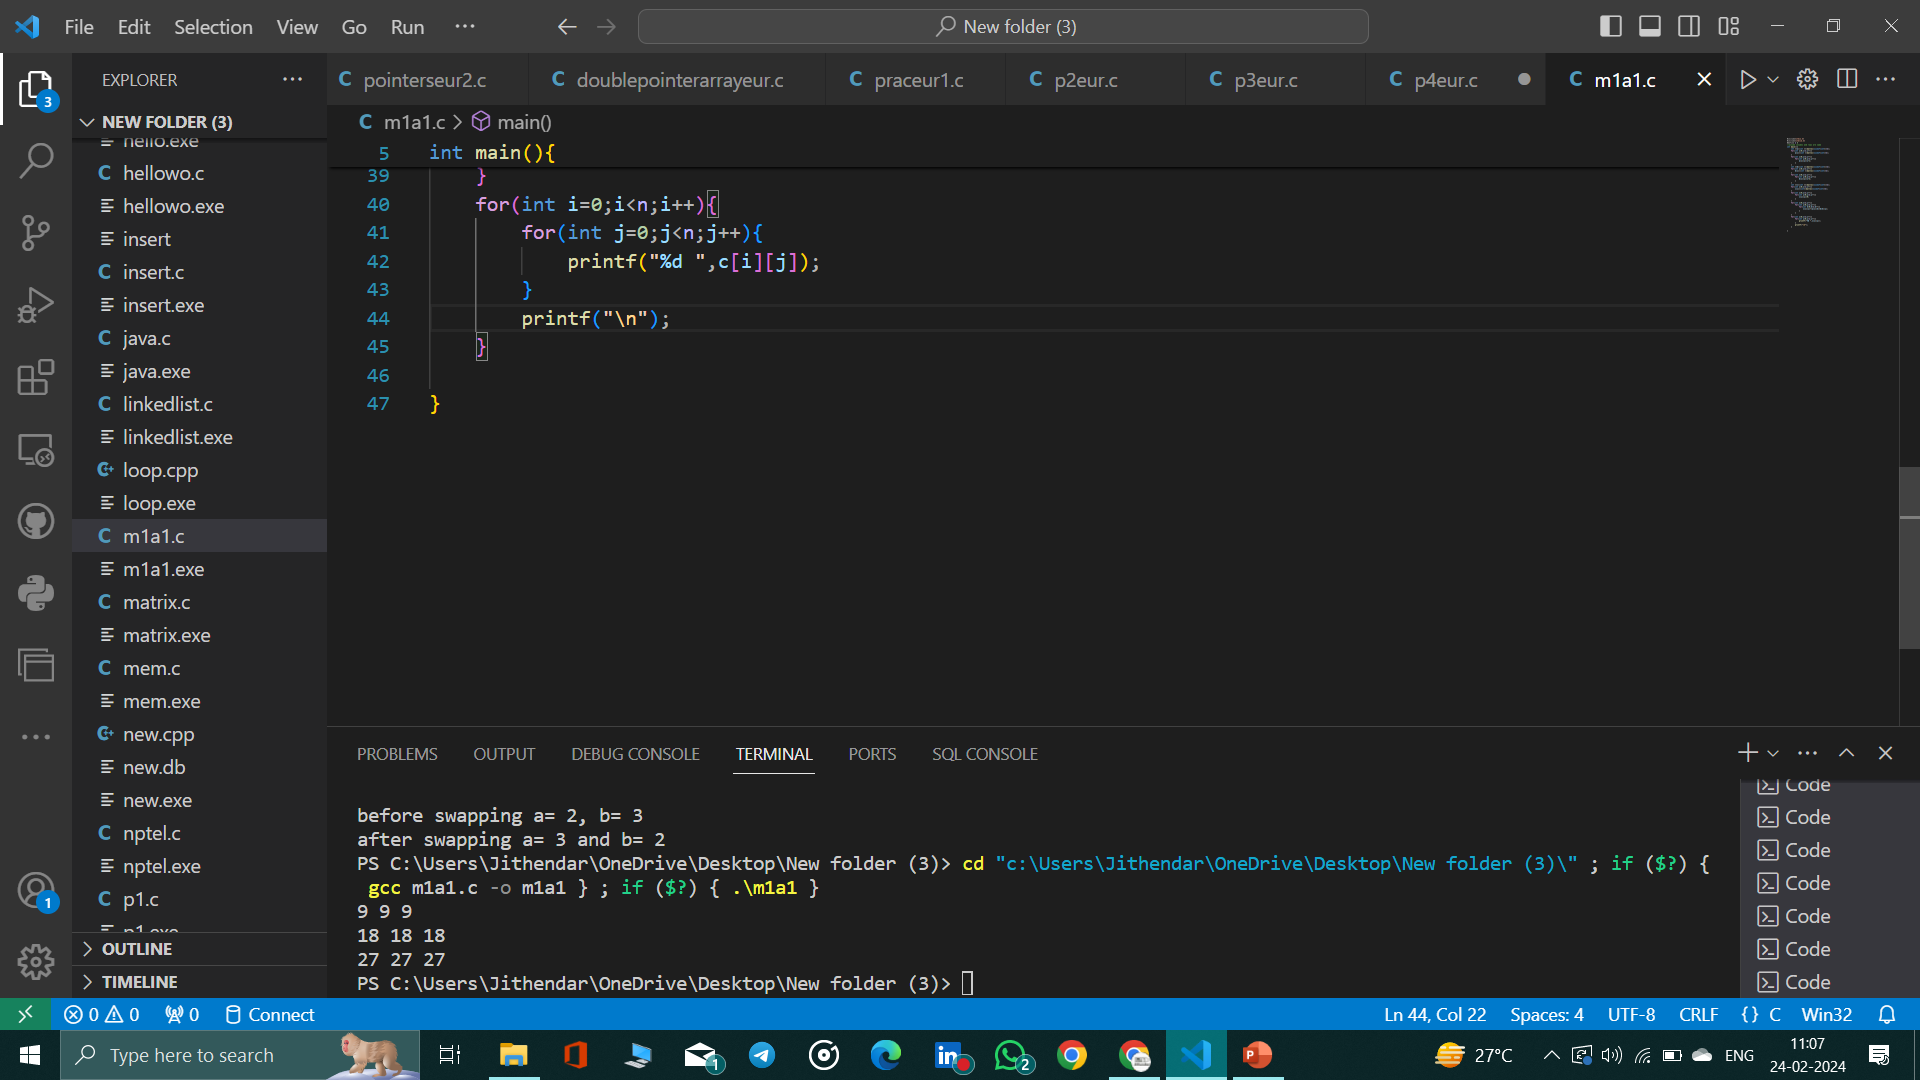 File Edit Selection View Go Run ···
New folder (3)
EXPLORER ···
pointerseur2.c doublepointerarrayeur.c praceur1.c p2eur.c p3eur.c p4eur.c m1a1.c
3
NEW FOLDER (3)
hello.exe
hellowo.c
hellowo.exe
insert
insert.c
insert.exe
java.c
java.exe
linkedlist.c
linkedlist.exe
loop.cpp
loop.exe
m1a1.c
m1a1.exe
matrix.c
matrix.exe
mem.c
mem.exe
new.cpp
new.db
new.exe
nptel.c
nptel.exe
p1.c
p1.exe
OUTLINE
TIMELINE
1
m1a1.c > main()
5 int main(){
39 }
40 for(int i=0;i<n;i++){
41 for(int j=0;j<n;j++){
42 printf("%d ",c[i][j]);
43 }
44 printf("\n");
45 }
46
47 }
PROBLEMS OUTPUT DEBUG CONSOLE TERMINAL PORTS SQL CONSOLE
before swapping a= 2, b= 3
after swapping a= 3 and b= 2
PS C:\Users\Jithendar\OneDrive\Desktop\New folder (3)> cd "c:\Users\Jithendar\OneDrive\Desktop\New folder (3)\" ; if ($?) {
gcc m1a1.c -o m1a1 } ; if ($?) { .\m1a1 }
9 9 9
18 18 18
27 27 27
PS C:\Users\Jithendar\OneDrive\Desktop\New folder (3)>
Code
Code
Code
Code
Code
Code
Code
0 0 0 Connect
Ln 44, Col 22 Spaces: 4 UTF-8 CRLF {} C Win32
Type here to search
1 2
27°C ENG
11:07
24-02-2024